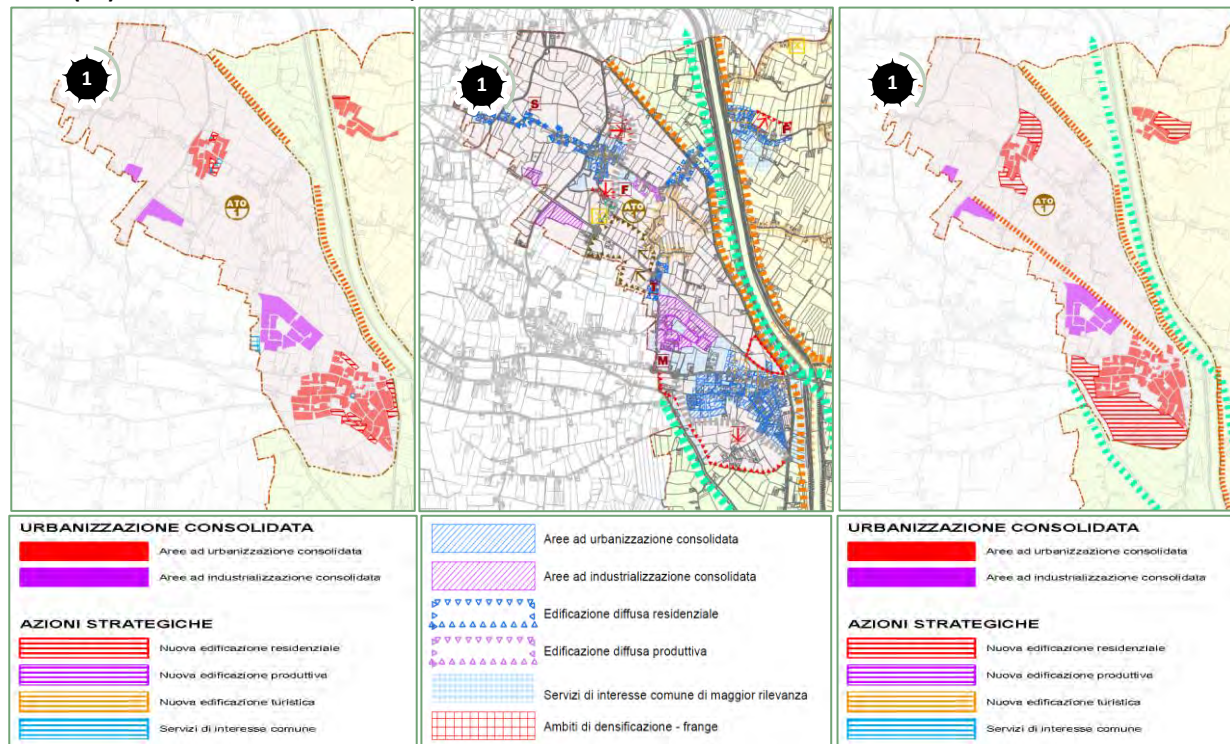 1
ATO
1
1
S
F
F
ATO
T
M
1
ATO
1
URBANIZZAZIONE CONSOLIDATA
Aree ad urbanizzazione consolidata
Aree ad industrializzazione consolidata
AZIONI STRATEGICHE
Nuova edificazione residenziale
Nuova edificazione produttiva
Nuova edificazione turistica
Servizi di interesse comune
Aree ad urbanizzazione consolidata
Aree ad industrializzazione consolidata
Edificazione diffusa residenziale
Edificazione diffusa produttiva
Servizi di interesse comune di maggior rilevanza
Ambiti di densificazione - frange
URBANIZZAZIONE CONSOLIDATA
Aree ad urbanizzazione consolidata
Aree ad industrializzazione consolidata
AZIONI STRATEGICHE
Nuova edificazione residenziale
Nuova edificazione produttiva
Nuova edificazione turistica
Servizi di interesse comune